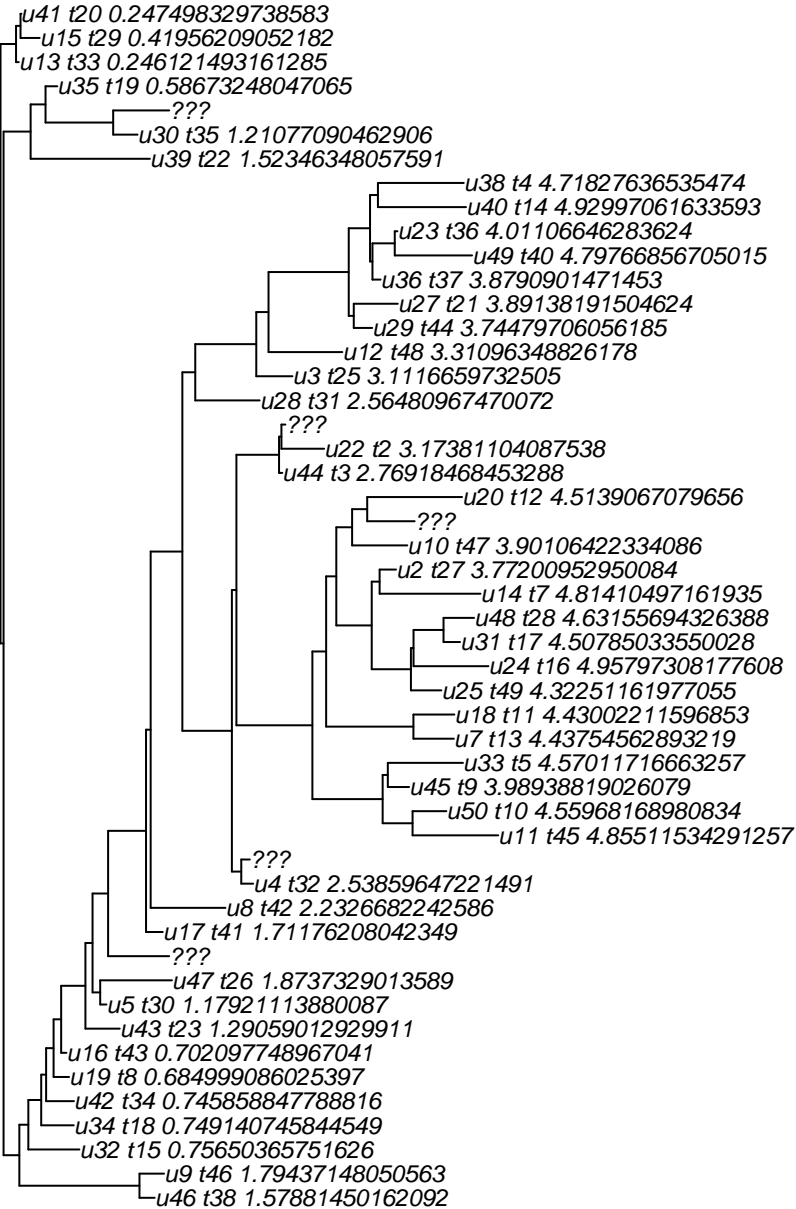 u41 t20 0.247498329738583
u15 t29 0.41956209052182
u13 t33 0.246121493161285
u35 t19 0.58673248047065
???
u30 t35 1.21077090462906
u39 t22 1.52346348057591
u38 t4 4.71827636535474
u40 t14 4.92997061633593
u23 t36 4.01106646283624
u49 t40 4.79766856705015
u36 t37 3.8790901471453
u27 t21 3.89138191504624
u29 t44 3.74479706056185
u12 t48 3.31096348826178
u3 t25 3.1116659732505
u28 t31 2.56480967470072
???
u22 t2 3.17381104087538
u44 t3 2.76918468453288
u20 t12 4.5139067079656
???
u10 t47 3.90106422334086
u2 t27 3.77200952950084
u14 t7 4.81410497161935
u48 t28 4.63155694326388
u31 t17 4.50785033550028
u24 t16 4.95797308177608
u25 t49 4.32251161977055
u18 t11 4.43002211596853
u7 t13 4.43754562893219
u33 t5 4.57011716663257
u45 t9 3.98938819026079
u50 t10 4.55968168980834
u11 t45 4.85511534291257
???
u4 t32 2.53859647221491
u8 t42 2.2326682242586
u17 t41 1.71176208042349
???
u47 t26 1.8737329013589
u5 t30 1.17921113880087
u43 t23 1.29059012929911
u16 t43 0.702097748967041
u19 t8 0.684999086025397
u42 t34 0.745858847788816
u34 t18 0.749140745844549
u32 t15 0.75650365751626
u9 t46 1.79437148050563
u46 t38 1.57881450162092